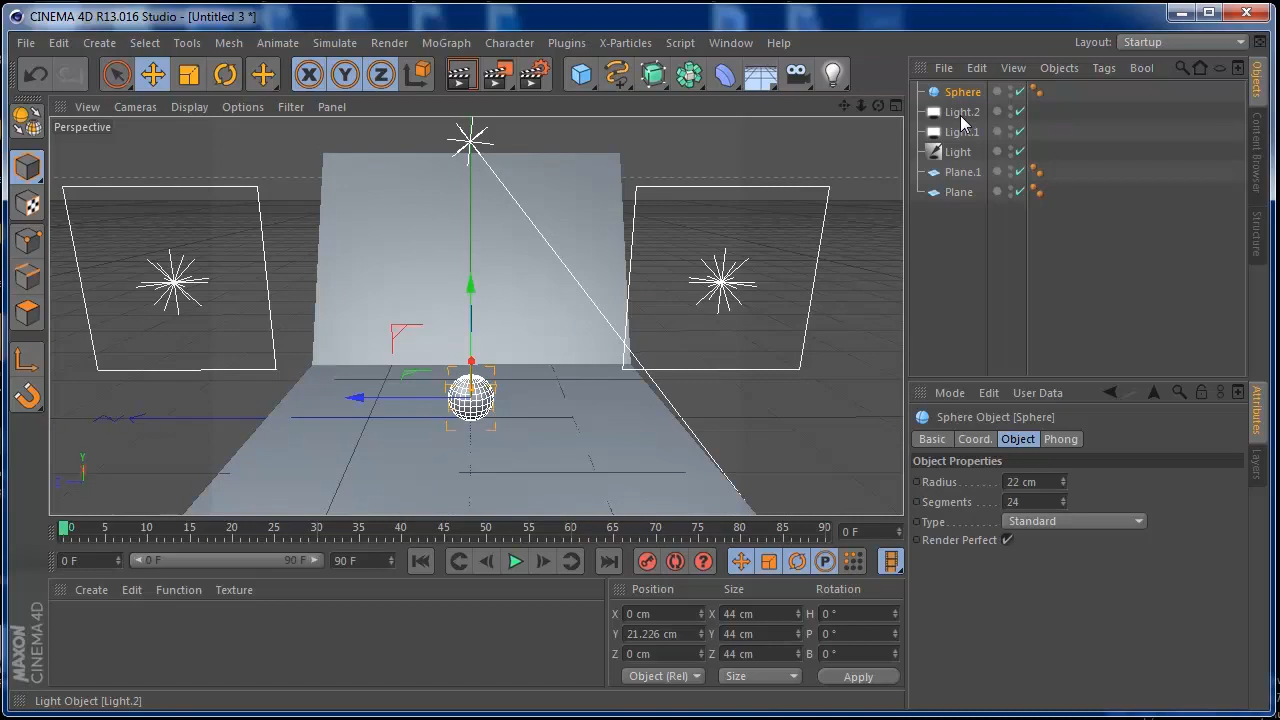 CINEMA 4D R13.016 Studio - [Untitled 3 *]
File Edit Create Select Tools Mesh Animate Simulate Render MoGraph Character Plugins X-Particles Script Window Help Layout: Startup
X Y Z
File Edit View Objects Tags Bool
View Cameras Display Options Filter Panel
Perspective
Sphere
Light.2
Light.1
Light
Plane.1
Plane
Objects
Content Browser
Structure
Mode Edit User Data
Sphere Object [Sphere]
Basic Coord. Object Phong
Object Properties
Radius . . . . . . . 22 cm
Segments . . . . 24
Type . . . . . . . . . Standard
Render Perfect
Attributes
Layers
Y
Z
0 5 10 15 20 25 30 35 40 45 50 55 60 65 70 75 80 85 90 0 F
0 F 0 F 90 F 90 F
P
Create Edit Function Texture
Position Size Rotation
X 0 cm X 44 cm H 0 °
Y 21.226 cm Y 44 cm P 0 °
Z 0 cm Z 44 cm B 0 °
Object (Rel) Size Apply
MAXON
CINEMA 4D
Light Object [Light.2]